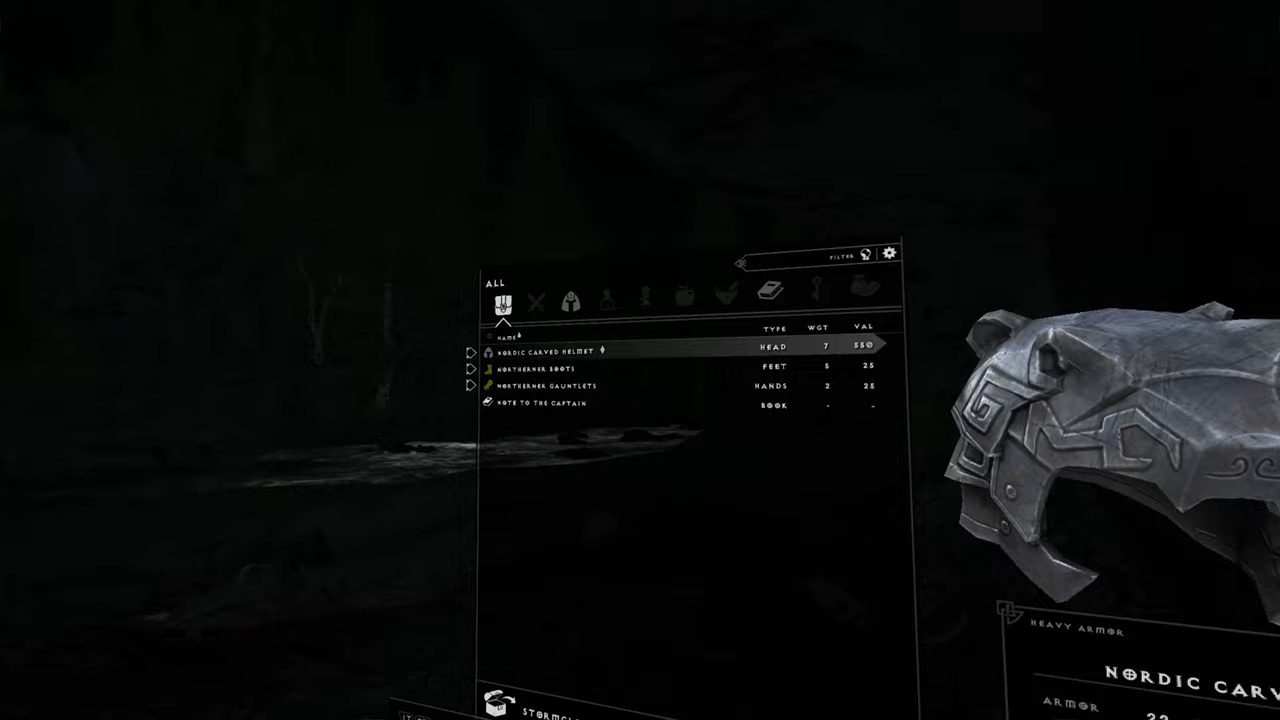 FILTER
ALL
NAME TYPE WGT VAL
NORDIC CARVED HELMET HEAD 7 550
NORTHERNER BOOTS FEET 5 25
NORTHERNER GAUNTLETS HANDS 2 25
NOTE TO THE CAPTAIN BOOK - -
HEAVY ARMOR
NORDIC CARV
ARMOR
STORMCL